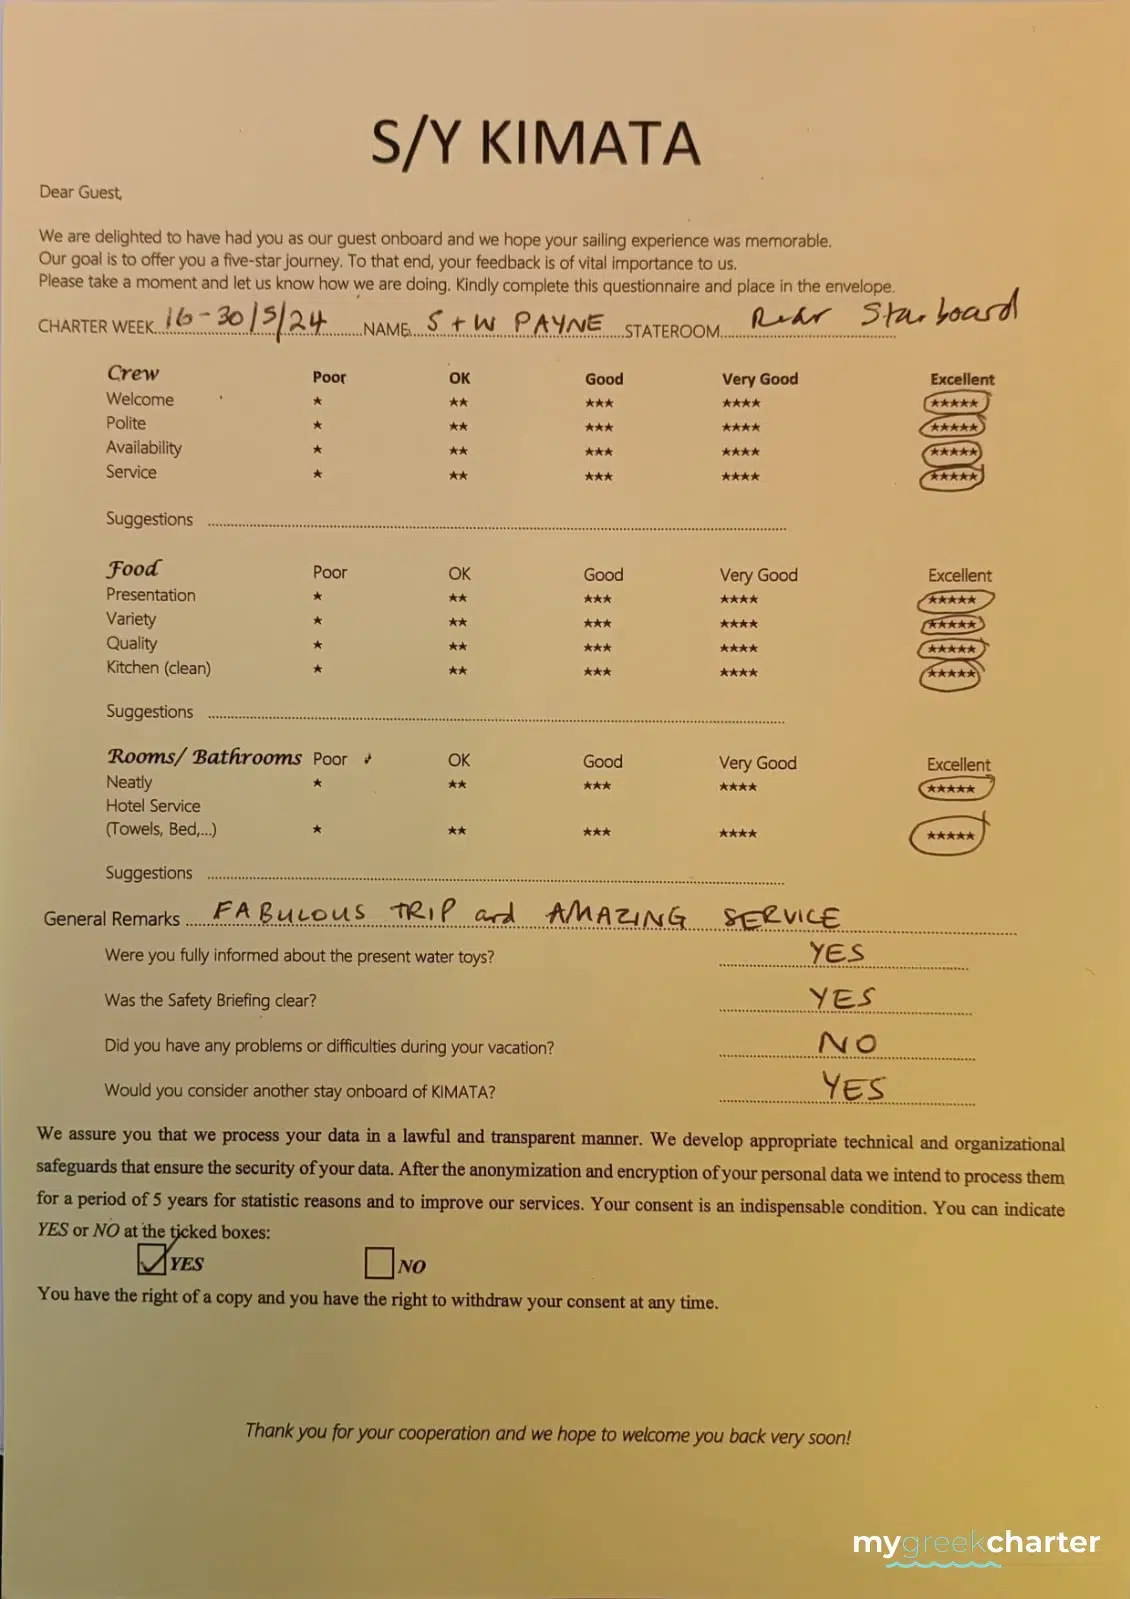 S/Y KIMATA
Dear Guest,
We are delighted to have had you as our guest onboard and we hope your sailing experience was memorable.
Our goal is to offer you a five-star journey. To that end, your feedback is of vital importance to us.
Please take a moment and let us know how we are doing. Kindly complete this questionnaire and place in the envelope.
CHARTER WEEK 16-30/5/24 NAME S + W PAYNE STATEROOM Rear Starboard
Crew Poor OK Good Very Good Excellent
Welcome ★ ★★ ★★★ ★★★★ ★★★★★
Polite ★ ★★ ★★★ ★★★★ ★★★★★
Availability ★ ★★ ★★★ ★★★★ ★★★★★
Service ★ ★★ ★★★ ★★★★ ★★★★★
Suggestions
Food Poor OK Good Very Good Excellent
Presentation ★ ★★ ★★★ ★★★★ ★★★★★
Variety ★ ★★ ★★★ ★★★★ ★★★★★
Quality ★ ★★ ★★★ ★★★★ ★★★★★
Kitchen (clean) ★ ★★ ★★★ ★★★★ ★★★★★
Suggestions
Rooms/ Bathrooms Poor OK Good Very Good Excellent
Neatly ★ ★★ ★★★ ★★★★ ★★★★★
Hotel Service
(Towels, Bed,...) ★ ★★ ★★★ ★★★★ ★★★★★
Suggestions
General Remarks FABULOUS TRIP and AMAZING SERVICE
Were you fully informed about the present water toys? YES
Was the Safety Briefing clear? YES
Did you have any problems or difficulties during your vacation? NO
Would you consider another stay onboard of KIMATA? YES
We assure you that we process your data in a lawful and transparent manner. We develop appropriate technical and organizational
safeguards that ensure the security of your data. After the anonymization and encryption of your personal data we intend to process them
for a period of 5 years for statistic reasons and to improve our services. Your consent is an indispensable condition. You can indicate
YES or NO at the ticked boxes:
YES NO
You have the right of a copy and you have the right to withdraw your consent at any time.
Thank you for your cooperation and we hope to welcome you back very soon!
mygreekcharter